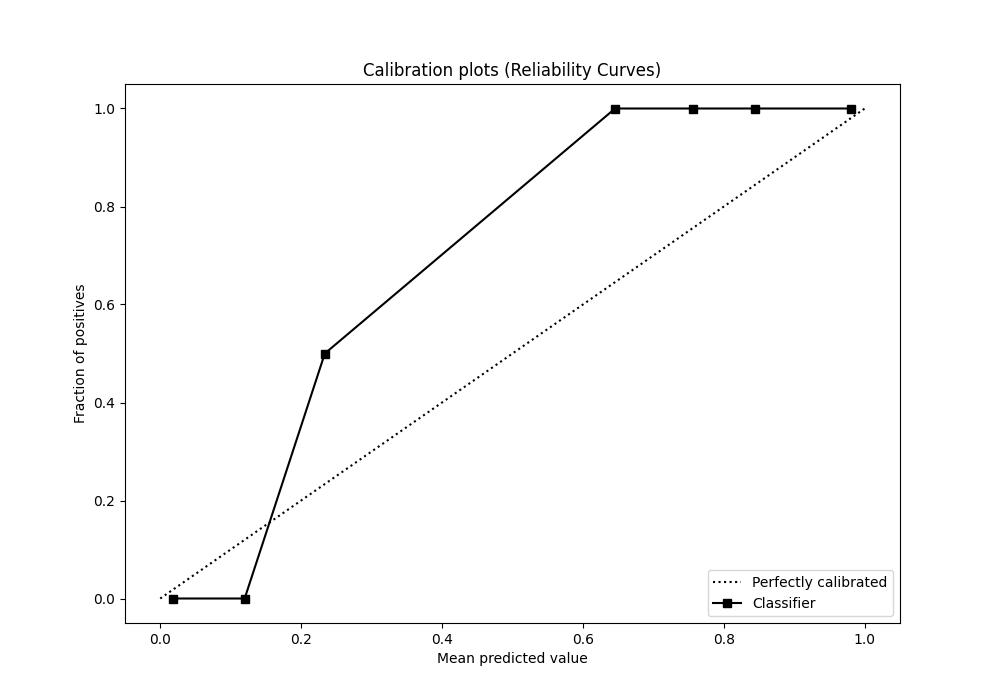 Calibration plots (Reliability Curves)
1.0
0.8
0.6
0.4
0.2
0.0
Fraction of positives
Perfectly calibrated
Classifier
0.0 0.2 0.4 0.6 0.8 1.0
Mean predicted value